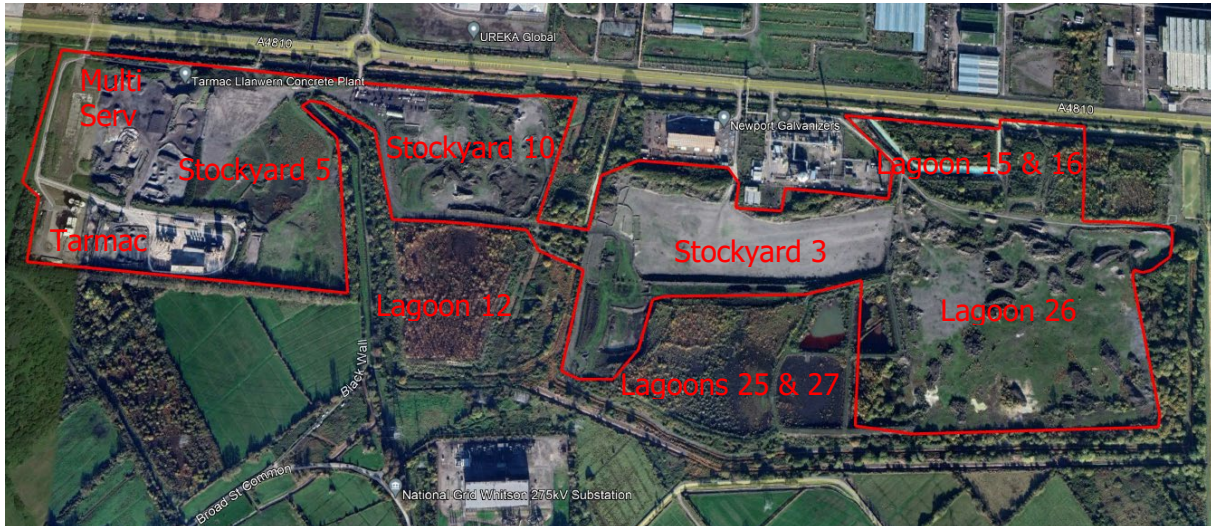 A4810
UREKA Global
Multi
Serv
Tarmac Llanwern Concrete Plant
A4810
Newport Galvanizers
Stockyard 10
Stockyard 5
Lagoon 15 & 16
Tarmac
Stockyard 3
Lagoon 12
Lagoon 26
Black Wall
Lagoons 25 & 27
Broad St Common
National Grid Whitson 275kV Substation